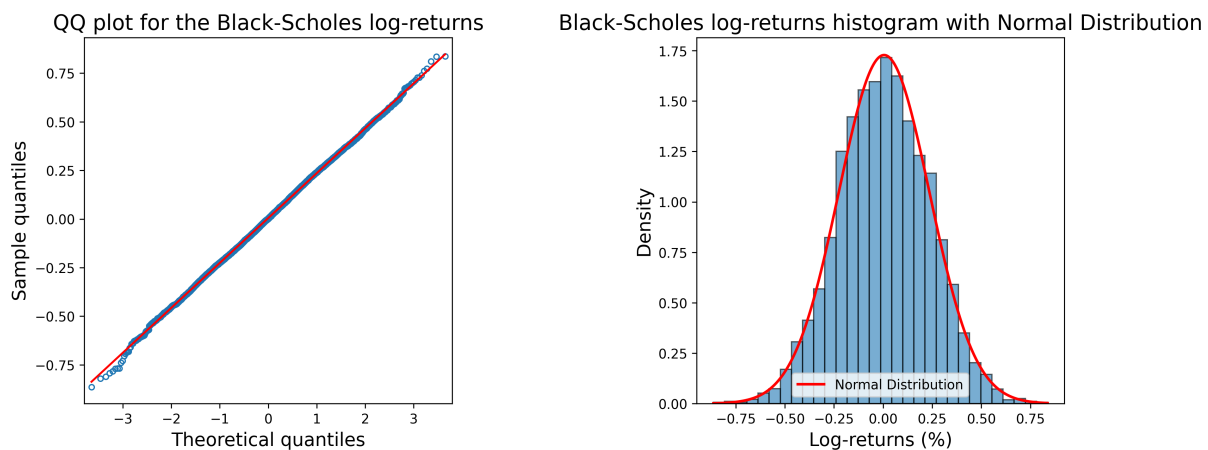 QQ plot for the Black-Scholes log-returns
Sample quantiles
0.75
0.50
0.25
0.00
−0.25
−0.50
−0.75
−3 −2 −1 0 1 2 3
Theoretical quantiles
Black-Scholes log-returns histogram with Normal Distribution
Density
1.75
1.50
1.25
1.00
0.75
0.50
0.25
0.00
Normal Distribution
−0.75 −0.50 −0.25 0.00 0.25 0.50 0.75
Log-returns (%)